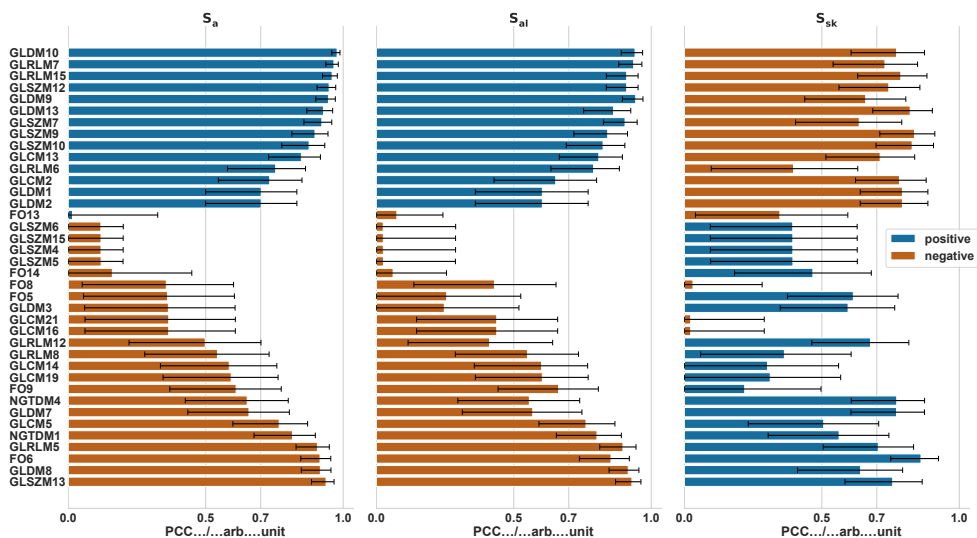 Sa Sal Ssk
GLDM10
GLRLM7
GLRLM15
GLSZM12
GLDM9
GLDM13
GLSZM7
GLSZM9
GLSZM10
GLCM13
GLRLM6
GLCM2
GLDM1
GLDM2
FO13
GLSZM6
GLSZM15
GLSZM4
GLSZM5
FO14
FO8
FO5
GLDM3
GLCM21
GLCM16
GLRLM12
GLRLM8
GLCM14
GLCM19
FO9
NGTDM4
GLDM7
GLCM5
NGTDM1
GLRLM5
FO6
GLDM8
GLSZM13
positive
negative
0.0 0.5 0.7 1.0 0.0 0.5 0.7 1.0 0.0 0.5 0.7 1.0
PCC.../...arb....unit PCC.../...arb....unit PCC.../...arb....unit